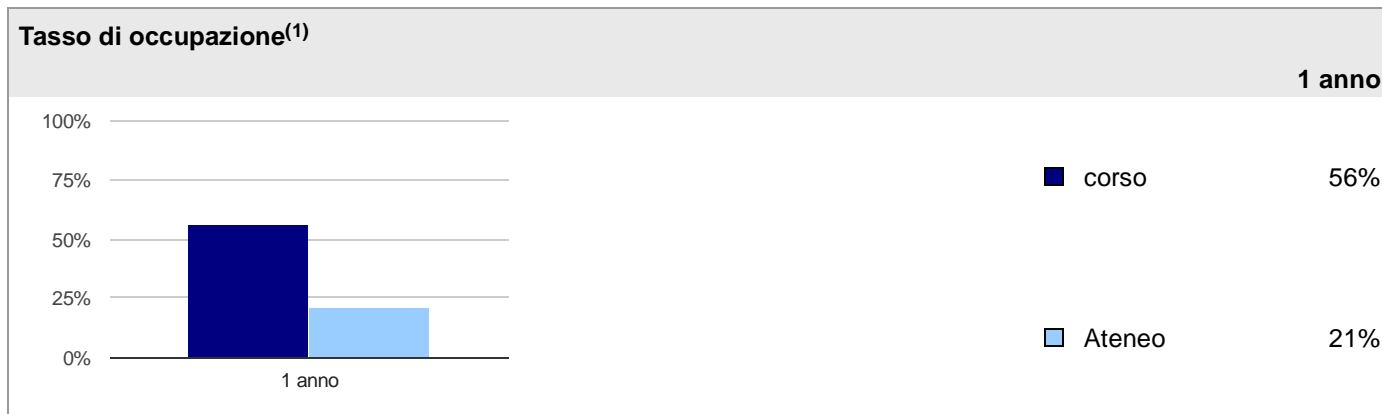 Tasso di occupazione(1)
1 anno
100%
75%
50%
25%
0%
1 anno
corso 56%
Ateneo 21%